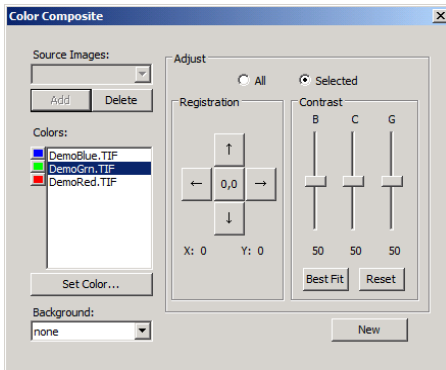 Color Composite
Source Images:
Add
Delete
Colors:
DemoBlue.TIF
DemoGrn.TIF
DemoRed.TIF
Set Color...
Background:
none
Adjust
All
Selected
Registration
↑
← 0,0 →
↓
X: 0 Y: 0
Contrast
B C G
50 50 50
Best Fit
Reset
New